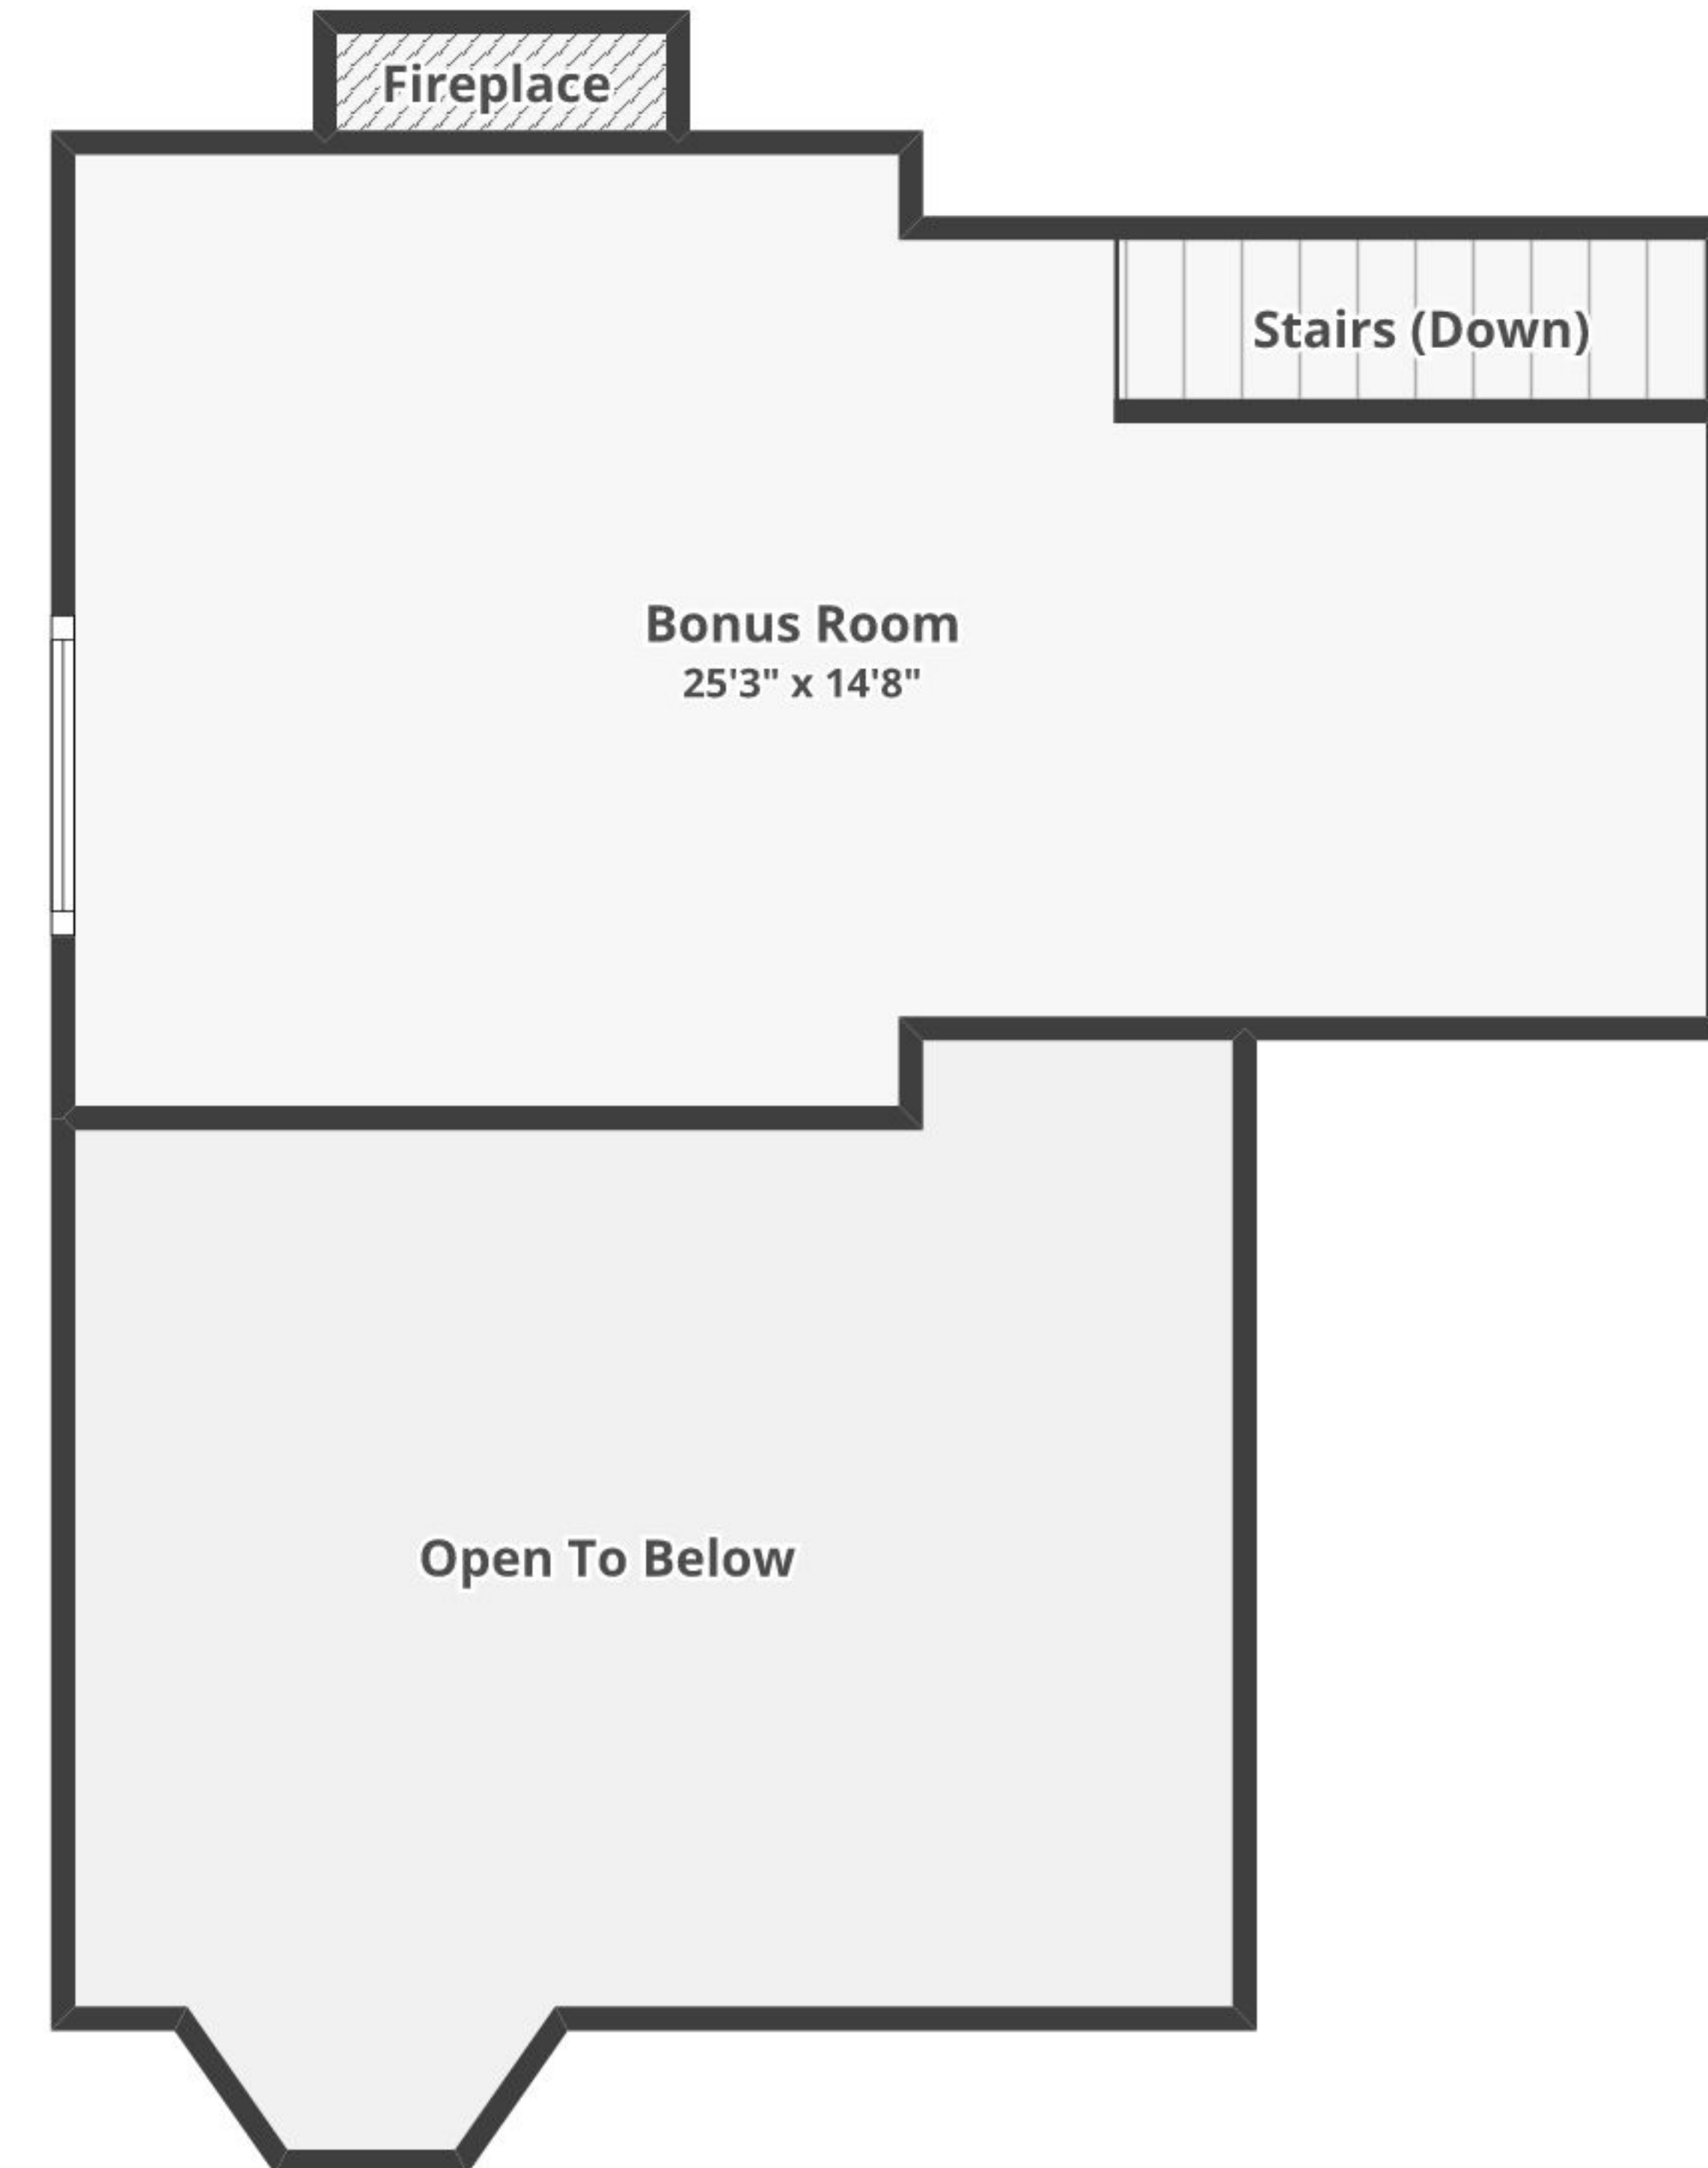 Fireplace
Stairs (Down)
Bonus Room
25'3" x 14'8"
Open To Below